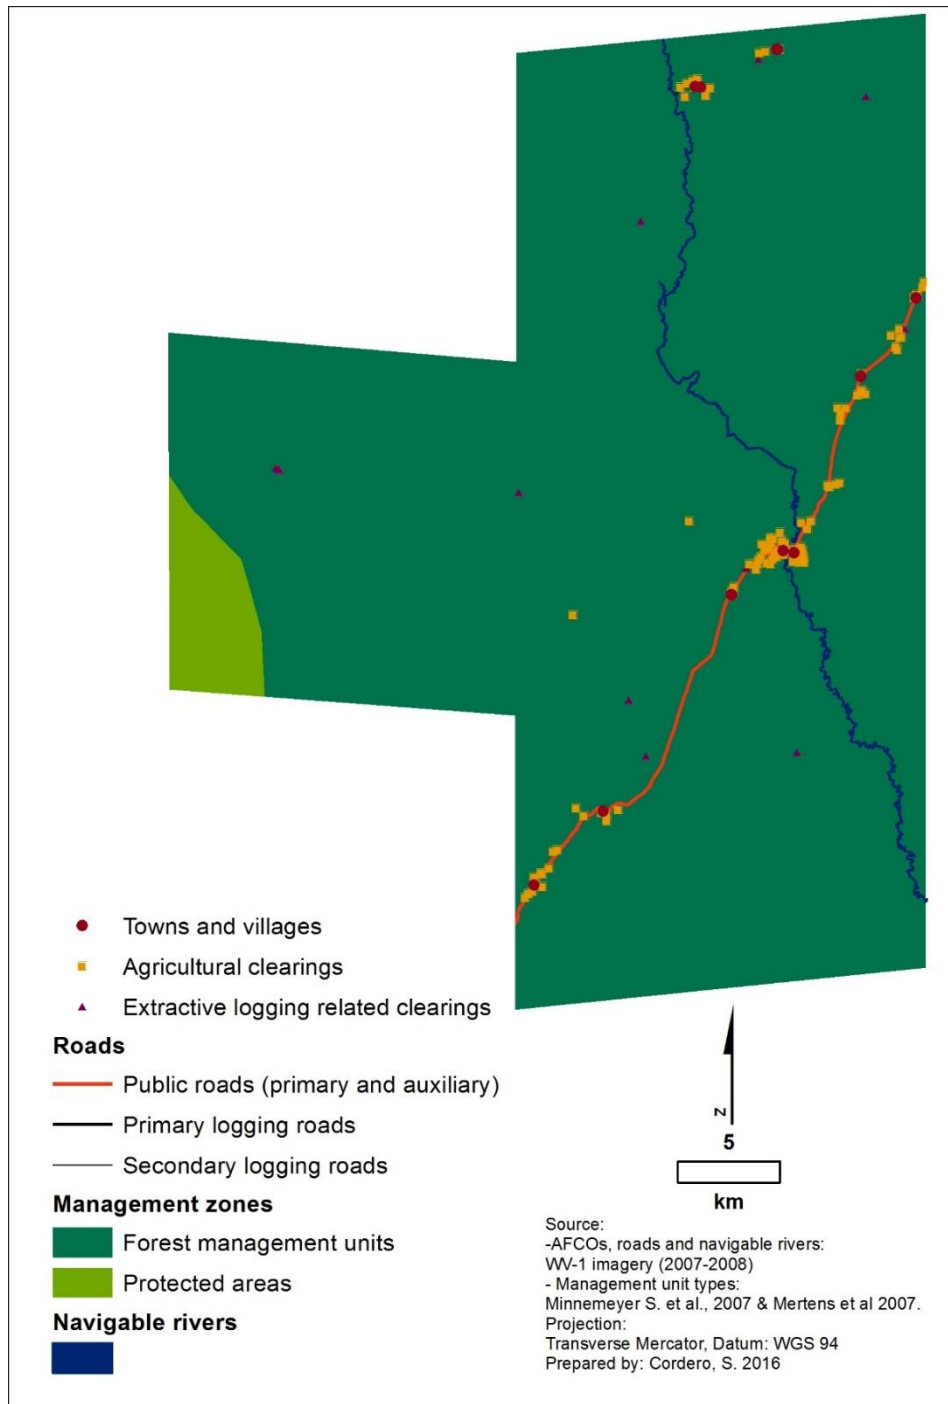 Towns and villages
Agricultural clearings
Extractive logging related clearings
Roads
Public roads (primary and auxiliary)
Primary logging roads
Secondary logging roads
Management zones
Forest management units
Protected areas
Navigable rivers
N
5
km
Source:
-AFCOs, roads and navigable rivers:
WV-1 imagery (2007-2008)
- Management unit types:
Minnemeyer S. et al., 2007 & Mertens et al 2007.
Projection:
Transverse Mercator, Datum: WGS 94
Prepared by: Cordero, S. 2016